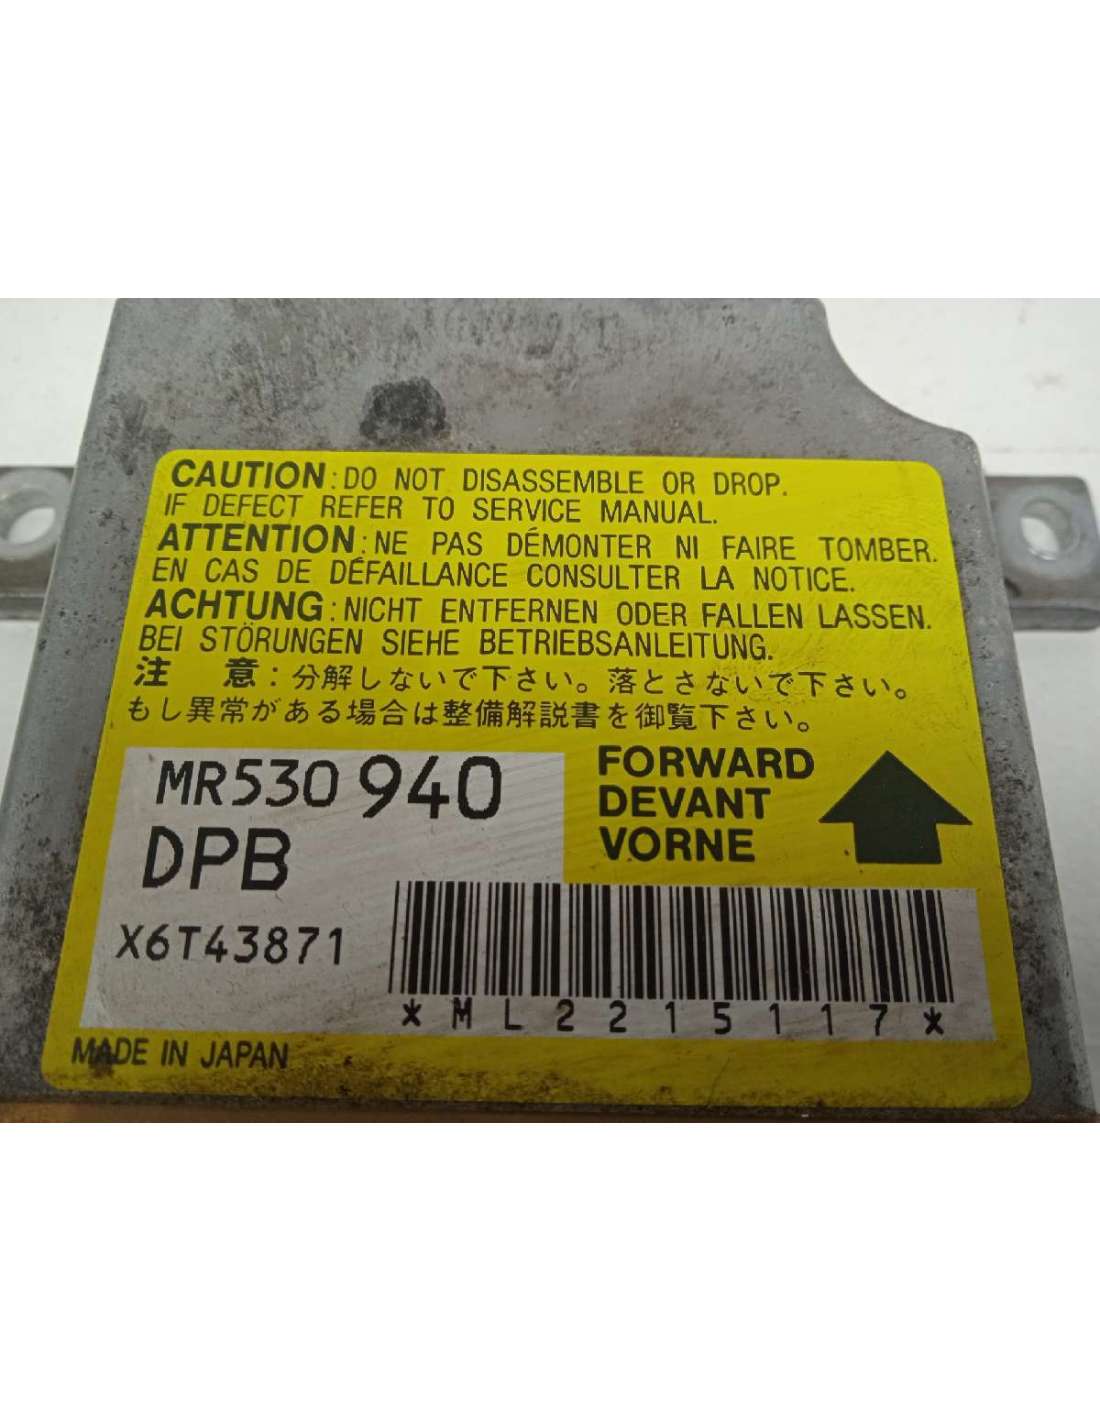 CAUTION : DO NOT DISASSEMBLE OR DROP.
IF DEFECT REFER TO SERVICE MANUAL.
ATTENTION : NE PAS DÉMONTER NI FAIRE TOMBER.
EN CAS DE DÉFAILLANCE CONSULTER LA NOTICE.
ACHTUNG : NICHT ENTFERNEN ODER FALLEN LASSEN.
BEI STÖRUNGEN SIEHE BETRIEBSANLEITUNG.
注 意 : 分解しないで下さい。落とさないで下さい。
もし異常がある場合は整備解説書を御覧下さい。
MR530940
DPB
X6T43871
FORWARD
DEVANT
VORNE
*ML2215117*
MADE IN JAPAN